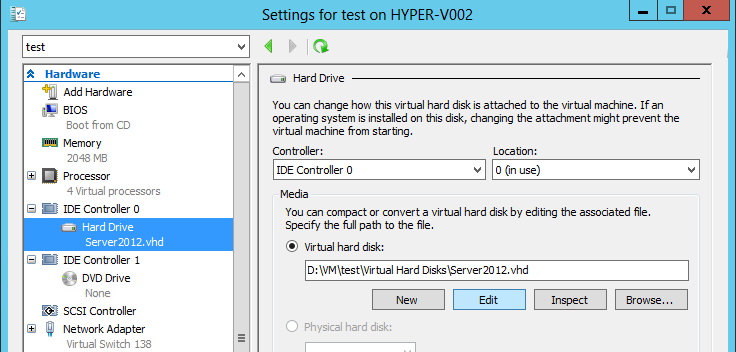 Settings for test on HYPER-V002
test
Hardware
Add Hardware
BIOS
Boot from CD
Memory
2048 MB
Processor
4 Virtual processors
IDE Controller 0
Hard Drive
Server2012.vhd
IDE Controller 1
DVD Drive
None
SCSI Controller
Network Adapter
Virtual Switch 138
Hard Drive
You can change how this virtual hard disk is attached to the virtual machine. If an
operating system is installed on this disk, changing the attachment might prevent the
virtual machine from starting.
Controller: Location:
IDE Controller 0 0 (in use)
Media
You can compact or convert a virtual hard disk by editing the associated file.
Specify the full path to the file.
Virtual hard disk:
D:\VM\test\Virtual Hard Disks\Server2012.vhd
New Edit Inspect Browse...
Physical hard disk: